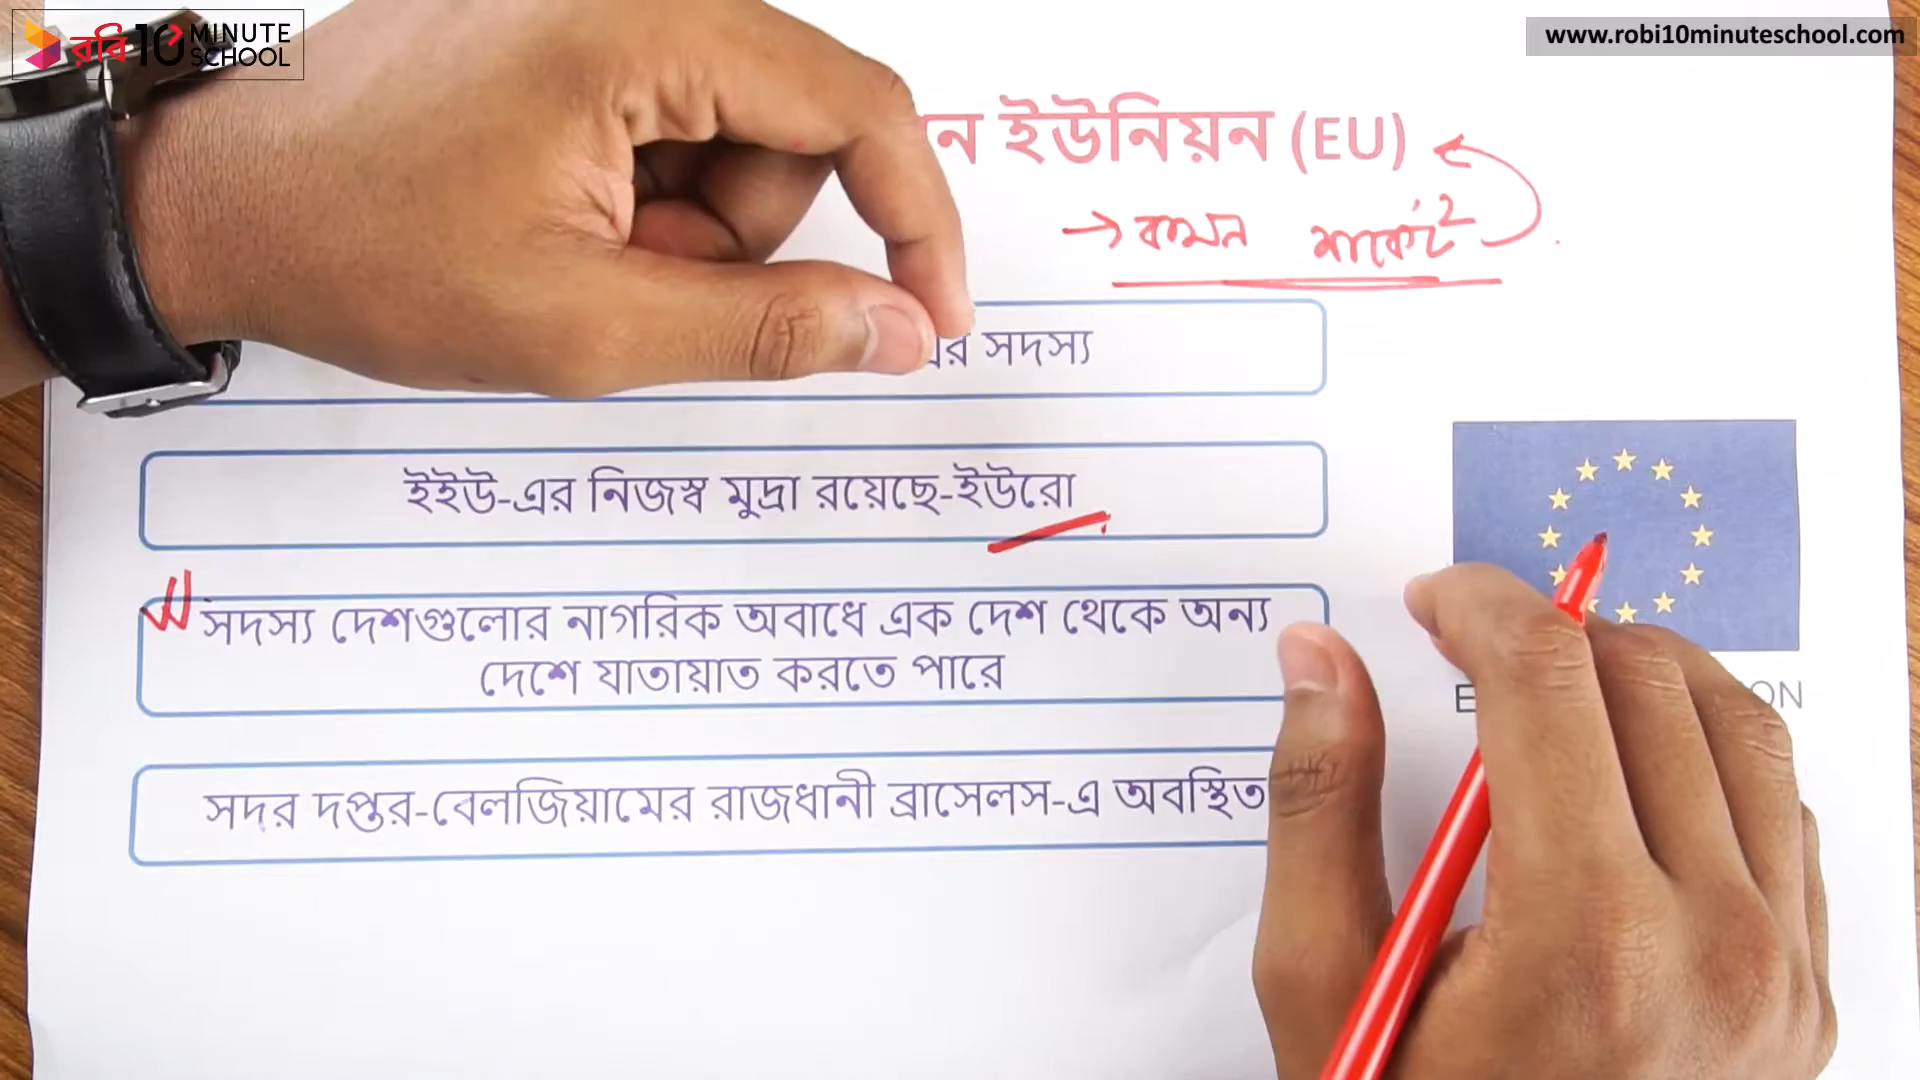 রবি 10 MINUTE SCHOOL
www.robi10minuteschool.com
ইউনিয়ন (EU)
→ কমন মার্কেট
সদস্য
ইইউ-এর নিজস্ব মুদ্রা রয়েছে-ইউরো
সদস্য দেশগুলোর নাগরিক অবাধে এক দেশ থেকে অন্য
দেশে যাতায়াত করতে পারে
সদর দপ্তর-বেলজিয়ামের রাজধানী ব্রাসেলস-এ অবস্থিত